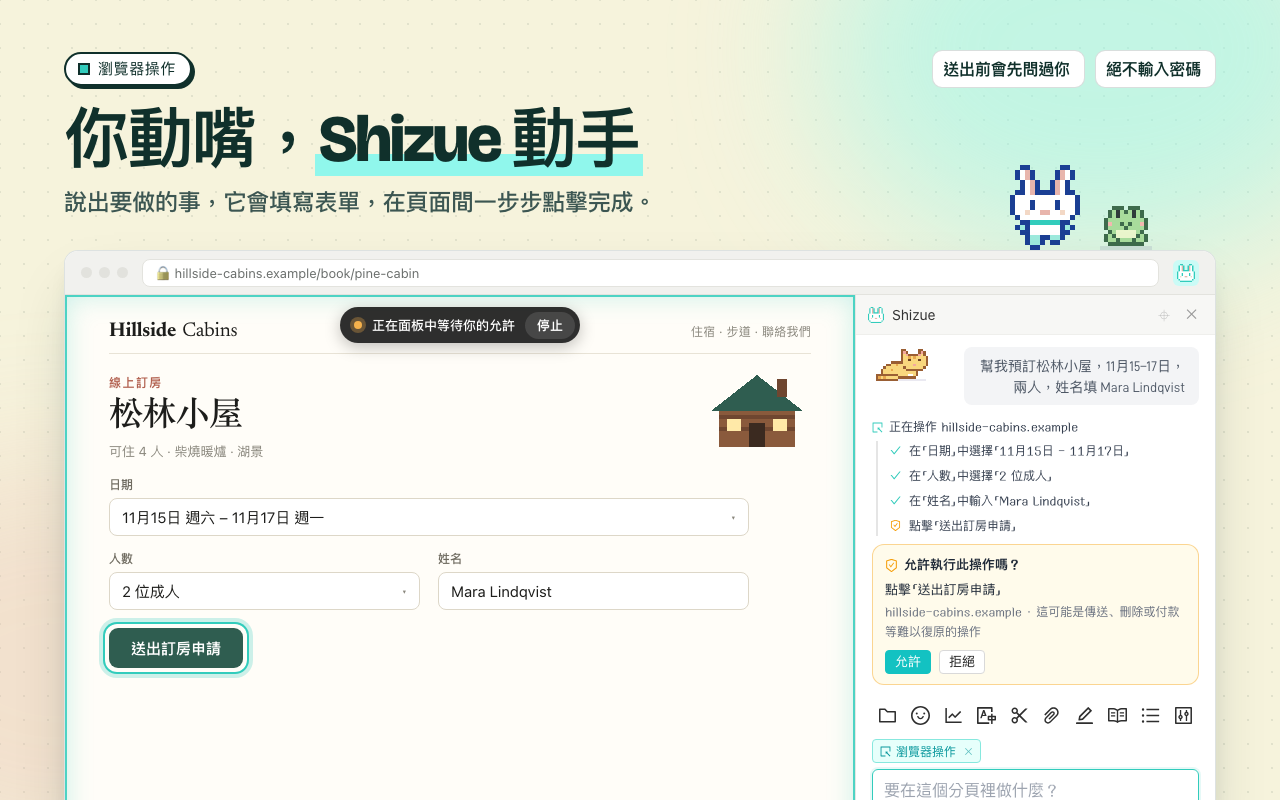 瀏覽器操作
送出前會先問過你
絕不輸入密碼
你動嘴，Shizue 動手
說出要做的事，它會填寫表單，在頁面間一步步點擊完成。
hillside-cabins.example/book/pine-cabin
Hillside Cabins
正在面板中等待你的允許
停止
住宿 · 步道 · 聯絡我們
線上訂房
松林小屋
可住 4 人 · 柴燒暖爐 · 湖景
日期
11月15日 週六 – 11月17日 週一
人數
姓名
2 位成人
Mara Lindqvist
送出訂房申請
Shizue
幫我預訂松林小屋，11月15–17日，
兩人，姓名填 Mara Lindqvist
正在操作 hillside-cabins.example
在「日期」中選擇「11月15日 – 11月17日」
在「人數」中選擇「2 位成人」
在「姓名」中輸入「Mara Lindqvist」
點擊「送出訂房申請」
允許執行此操作嗎？
點擊「送出訂房申請」
hillside-cabins.example · 這可能是傳送、刪除或付款
等難以復原的操作
允許
拒絕
瀏覽器操作
要在這個分頁裡做什麼？